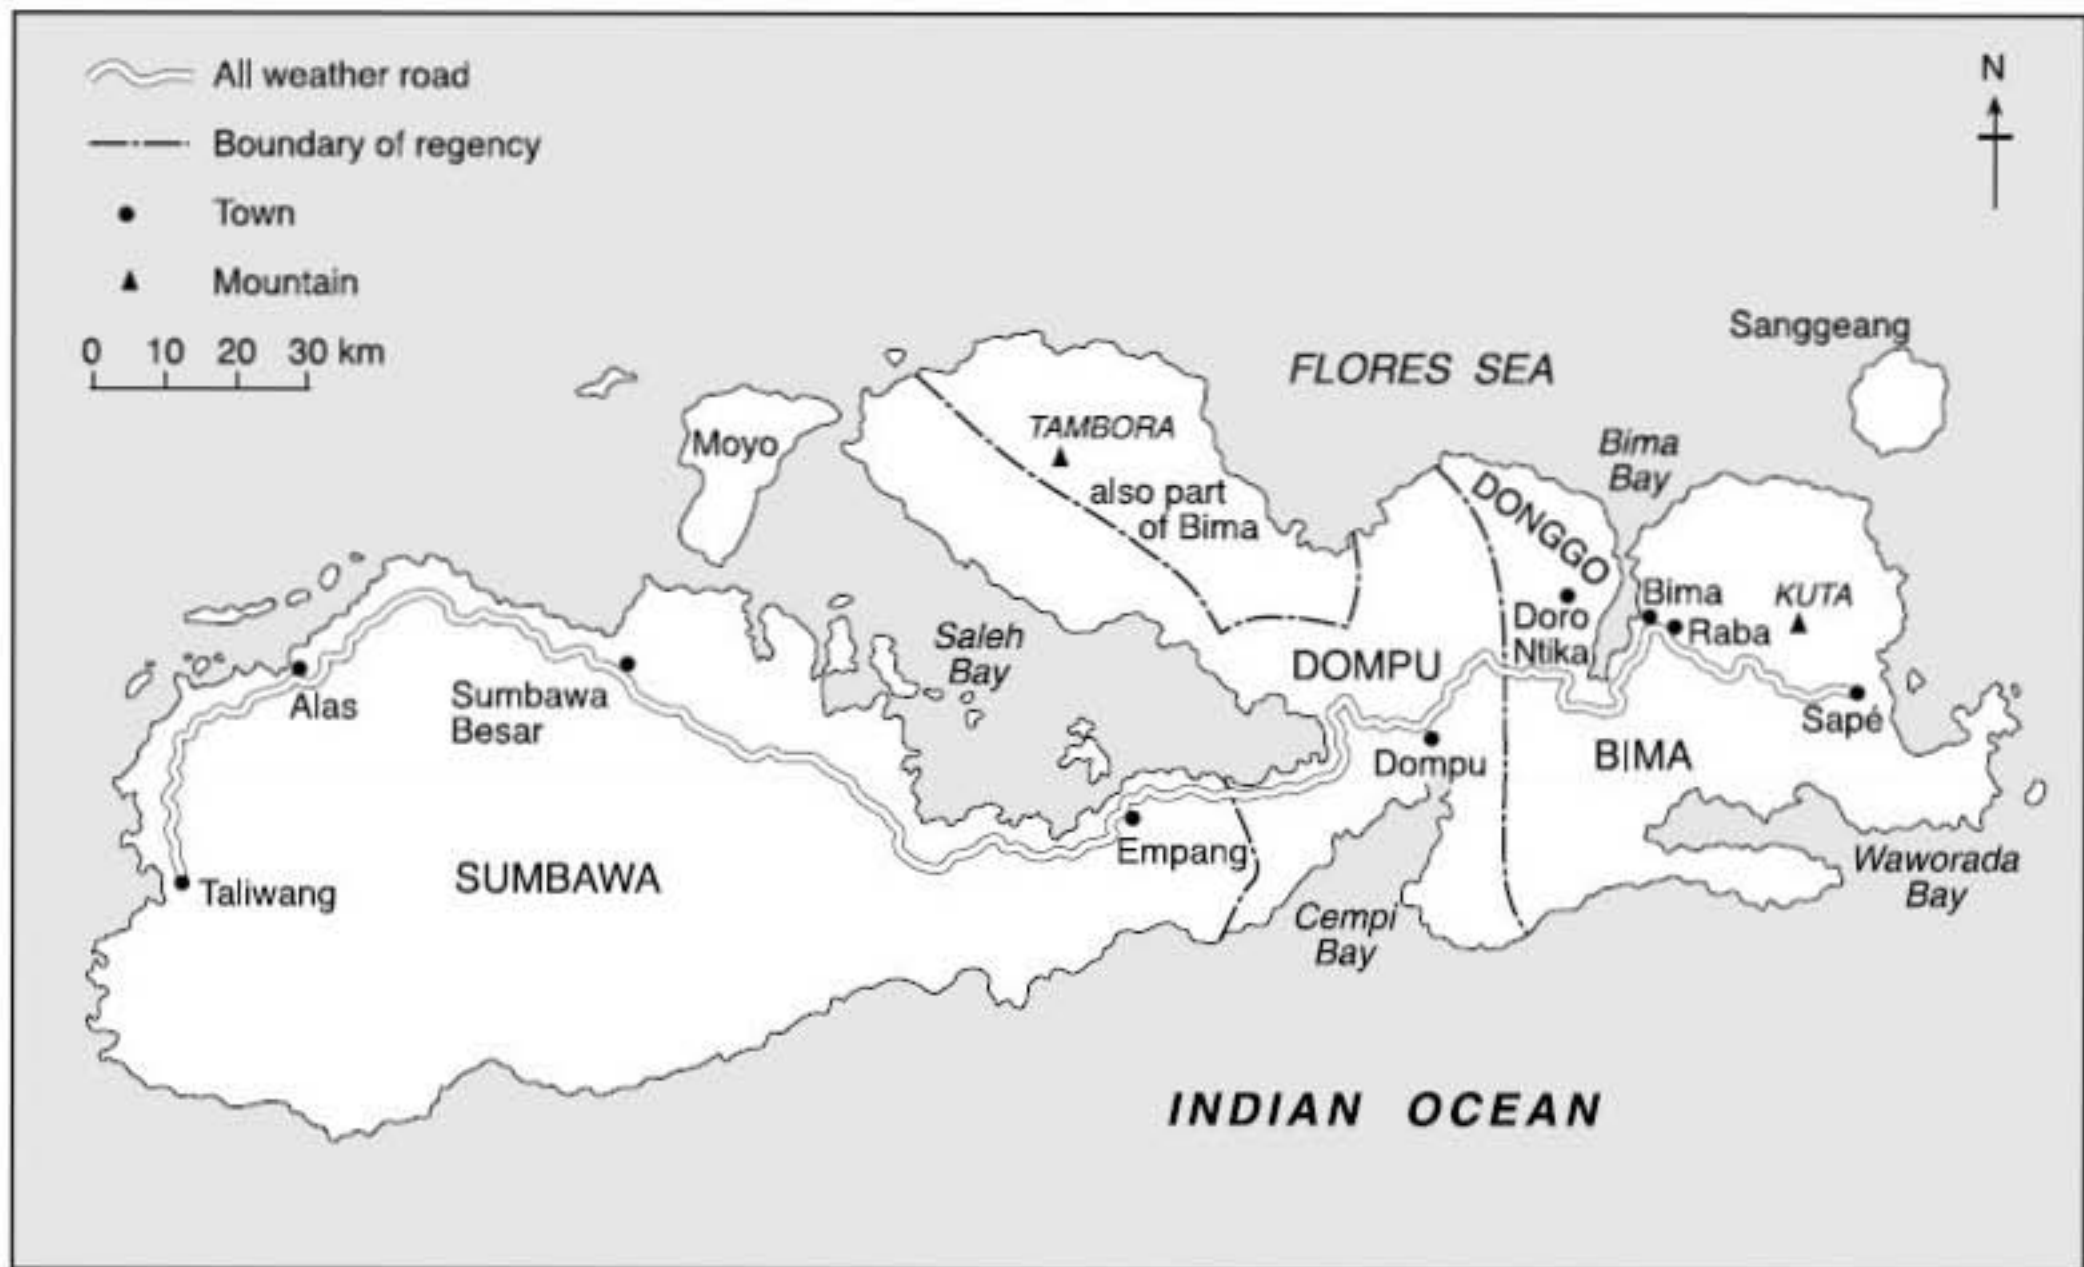 All weather road
Boundary of regency
Town
Mountain
0 10 20 30 km
N
Sanggeang
FLORES SEA
TAMBORA
Moyo
Bima
Bay
also part
of Bima
DONGGO
Bima
KUTA
Doro
Ntika
Raba
Saleh
Bay
DOMPU
Alas
Sumbawa
Besar
Sapé
Dompu
BIMA
Empang
SUMBAWA
Taliwang
Waworada
Bay
Cempi
Bay
INDIAN OCEAN